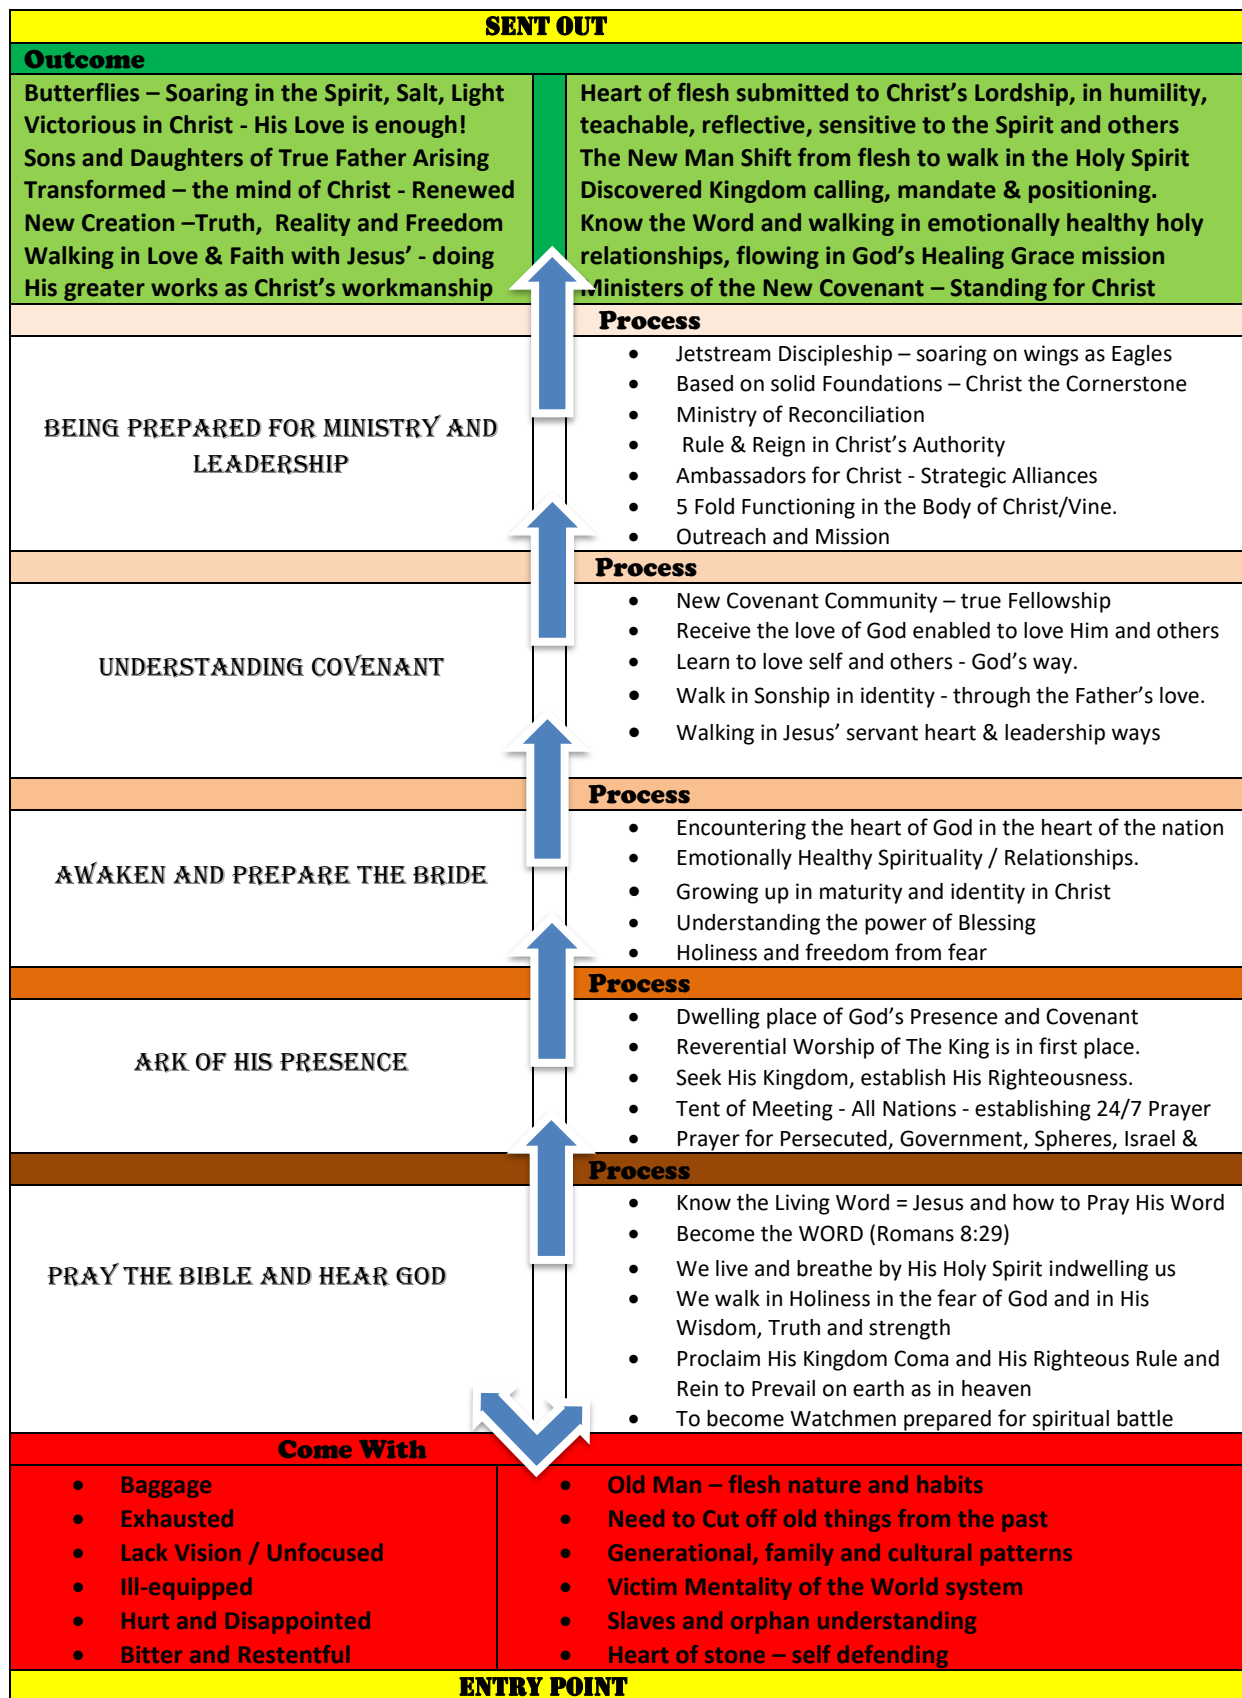 SENT OUT
Outcome
Butterflies – Soaring in the Spirit, Salt, Light
Victorious in Christ - His Love is enough!
Sons and Daughters of True Father Arising
Transformed – the mind of Christ - Renewed
New Creation –Truth, Reality and Freedom
Walking in Love & Faith with Jesus’ - doing
His greater works as Christ’s workmanship
Heart of flesh submitted to Christ’s Lordship, in humility,
teachable, reflective, sensitive to the Spirit and others
The New Man Shift from flesh to walk in the Holy Spirit
Discovered Kingdom calling, mandate & positioning.
Know the Word and walking in emotionally healthy holy
relationships, flowing in God’s Healing Grace mission
Ministers of the New Covenant – Standing for Christ
Process
BEING PREPARED FOR MINISTRY AND
LEADERSHIP
• Jetstream Discipleship – soaring on wings as Eagles
• Based on solid Foundations – Christ the Cornerstone
• Ministry of Reconciliation
• Rule & Reign in Christ’s Authority
• Ambassadors for Christ - Strategic Alliances
• 5 Fold Functioning in the Body of Christ/Vine.
• Outreach and Mission
Process
UNDERSTANDING COVENANT
• New Covenant Community – true Fellowship
• Receive the love of God enabled to love Him and others
• Learn to love self and others - God’s way.
• Walk in Sonship in identity - through the Father’s love.
• Walking in Jesus’ servant heart & leadership ways
Process
AWAKEN AND PREPARE THE BRIDE
• Encountering the heart of God in the heart of the nation
• Emotionally Healthy Spirituality / Relationships.
• Growing up in maturity and identity in Christ
• Understanding the power of Blessing
• Holiness and freedom from fear
Process
ARK OF HIS PRESENCE
• Dwelling place of God’s Presence and Covenant
• Reverential Worship of The King is in first place.
• Seek His Kingdom, establish His Righteousness.
• Tent of Meeting - All Nations - establishing 24/7 Prayer
• Prayer for Persecuted, Government, Spheres, Israel &
Process
PRAY THE BIBLE AND HEAR GOD
• Know the Living Word = Jesus and how to Pray His Word
• Become the WORD (Romans 8:29)
• We live and breathe by His Holy Spirit indwelling us
• We walk in Holiness in the fear of God and in His
Wisdom, Truth and strength
• Proclaim His Kingdom Coma and His Righteous Rule and
Rein to Prevail on earth as in heaven
• To become Watchmen prepared for spiritual battle
Come With
• Baggage
• Exhausted
• Lack Vision / Unfocused
• Ill-equipped
• Hurt and Disappointed
• Bitter and Restentful
• Old Man – flesh nature and habits
• Need to Cut off old things from the past
• Generational, family and cultural patterns
• Victim Mentality of the World system
• Slaves and orphan understanding
• Heart of stone – self defending
ENTRY POINT